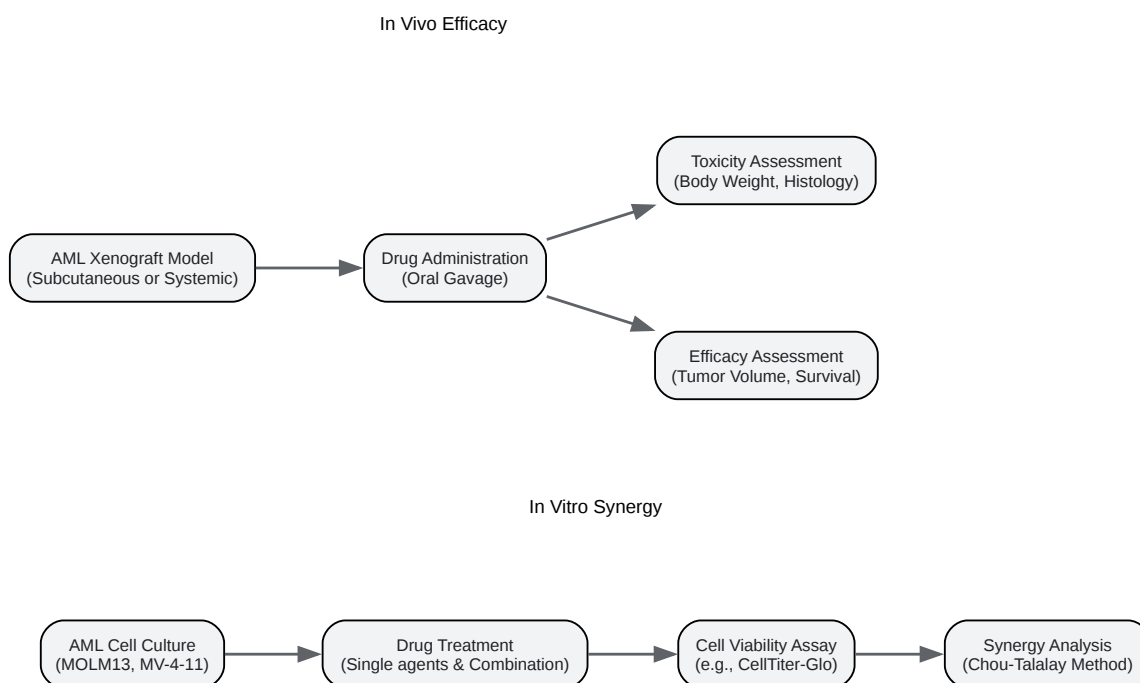 In Vivo Efficacy
Toxicity Assessment
(Body Weight, Histology)
AML Xenograft Model
(Subcutaneous or Systemic)
Drug Administration
(Oral Gavage)
Efficacy Assessment
(Tumor Volume, Survival)
In Vitro Synergy
AML Cell Culture
(MOLM13, MV-4-11)
Drug Treatment
(Single agents & Combination)
Cell Viability Assay
(e.g., CellTiter-Glo)
Synergy Analysis
(Chou-Talalay Method)